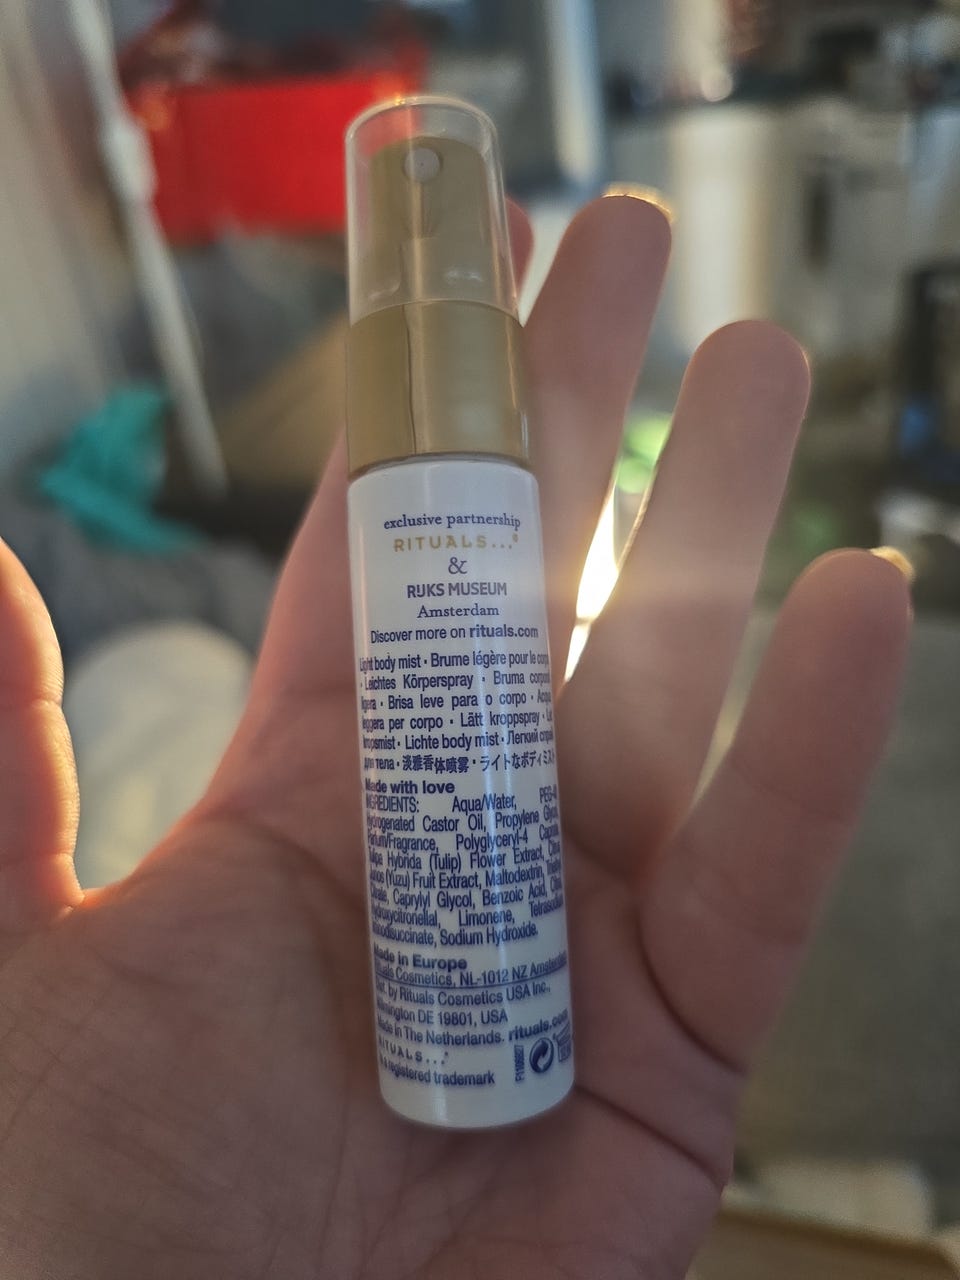 exclusive partnership
RITUALS...®
&
RIJKS MUSEUM
Amsterdam
Discover more on rituals.com
Light body mist • Brume légère pour le corps
• Leichtes Körperspray • Bruma corporal
ligera • Brisa leve para o corpo • Acqua
leggera per corpo • Lätt kroppspray • Let
kropsmist • Lichte body mist • Легкий спрей
для тела • 淡雅香体喷雾 • ライトなボディミスト
Made with love
INGREDIENTS: Aqua/Water, PEG-40
Hydrogenated Castor Oil, Propylene Glycol,
Parfum/Fragrance, Polyglyceryl-4 Caprate,
Tulipa Hybrida (Tulip) Flower Extract, Citrus
Junos (Yuzu) Fruit Extract, Maltodextrin, Triethyl
Citrate, Caprylyl Glycol, Benzoic Acid,
Hydroxycitronellal, Limonene, Tetrasodium
Iminodisuccinate, Sodium Hydroxide.
Made in Europe
Rituals Cosmetics, NL-1012 NZ Amsterdam
Dist. by Rituals Cosmetics USA Inc.,
Wilmington DE 19801, USA
Made in The Netherlands. rituals.com
RITUALS...®
is a registered trademark